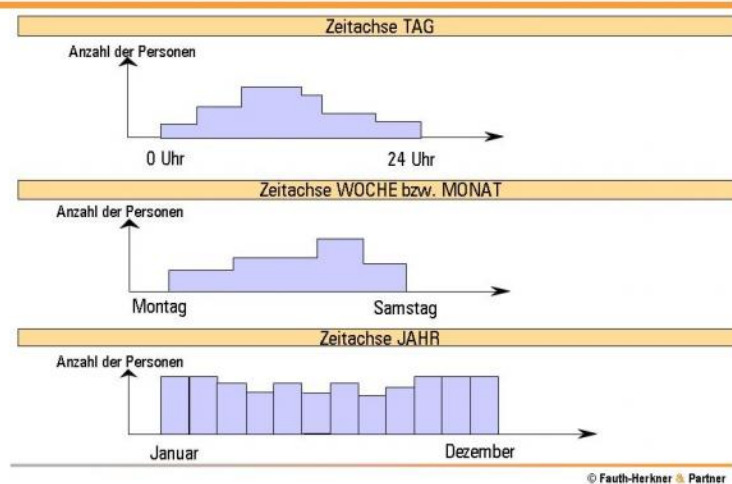 Zeitachse TAG
Anzahl der Personen
0 Uhr
24 Uhr
Zeitachse WOCHE bzw. MONAT
Anzahl der Personen
Montag
Samstag
Zeitachse JAHR
Anzahl der Personen
Januar
Dezember
© Fauth-Herkner & Partner